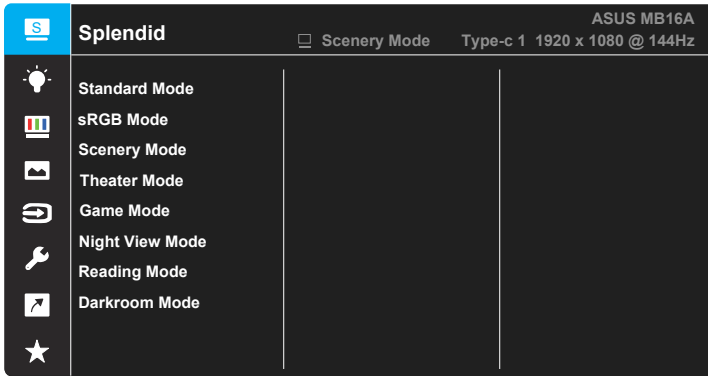 S
Splendid
ASUS MB16A
Scenery Mode Type-c 1 1920 x 1080 @ 144Hz
Standard Mode
sRGB Mode
Scenery Mode
Theater Mode
Game Mode
Night View Mode
Reading Mode
Darkroom Mode